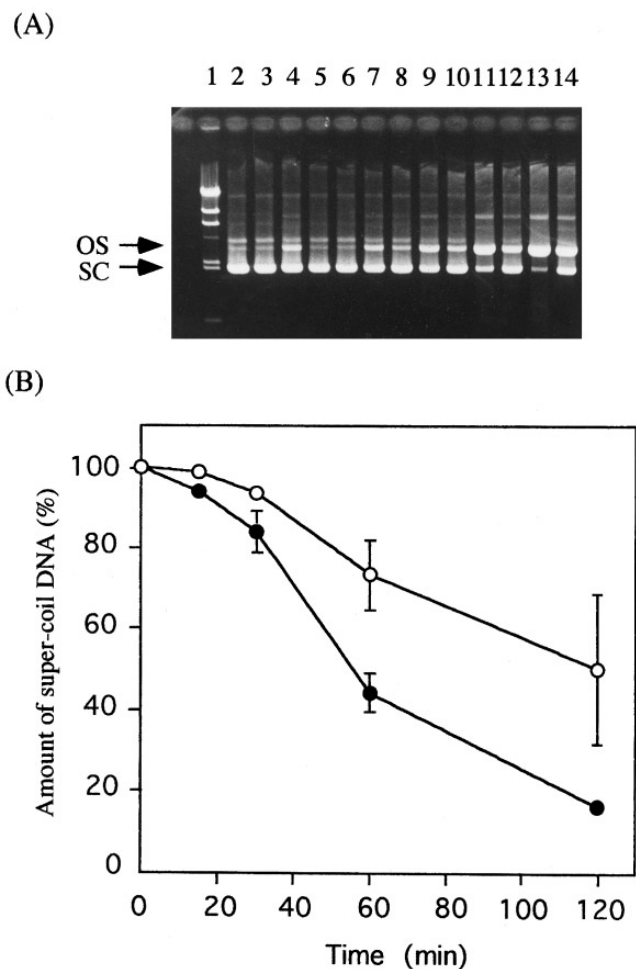 (A)
1 2 3 4 5 6 7 8 9 10 11 12 13 14
OS
SC
(B)
Amount of super-coil DNA (%)
100
80
60
40
20
0
0 20 40 60 80 100 120
Time (min)